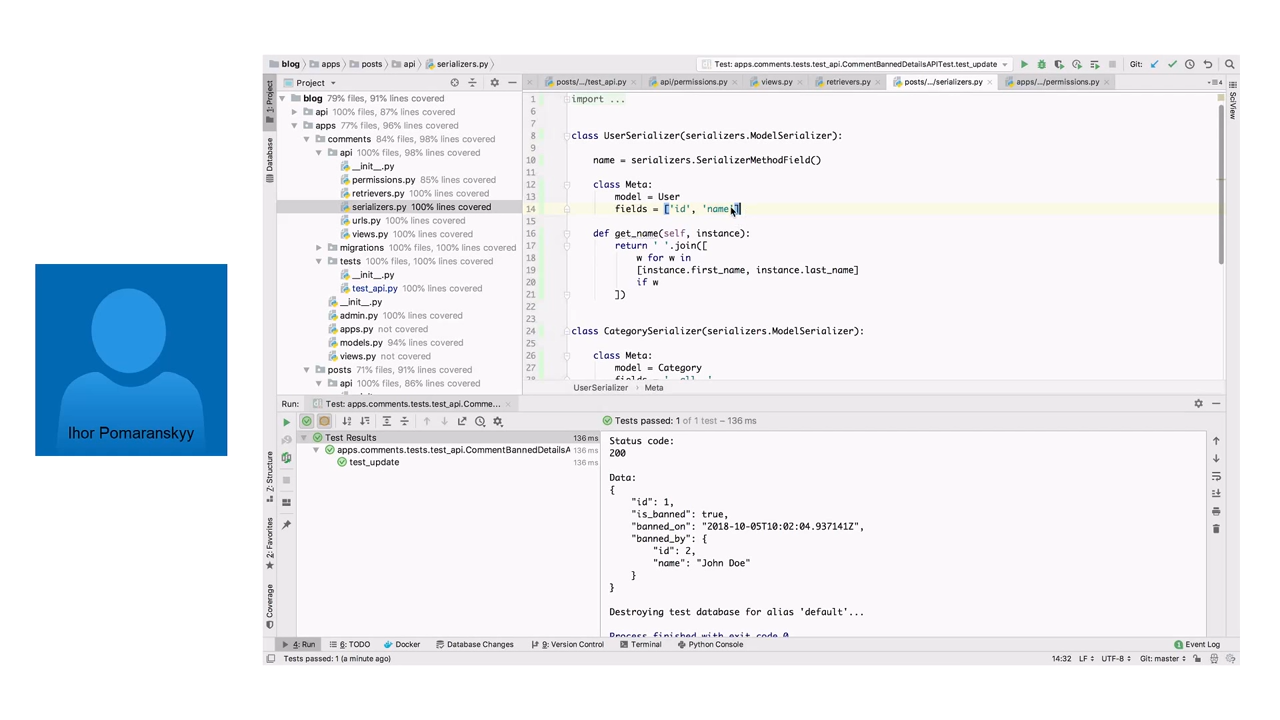 blog apps posts api serializers.py Test: apps.comments.tests.test_api.CommentBannedDetailsAPITest.test_update Git:
Project posts/.../test_api.py api/permissions.py views.py retrievers.py posts/.../serializers.py apps/.../permissions.py
1: Project
Database
7: Structure
2: Favorites
Coverage
SciView
blog 79% files, 91% lines covered
api 100% files, 87% lines covered
apps 77% files, 96% lines covered
comments 84% files, 98% lines covered
api 100% files, 98% lines covered
__init__.py
permissions.py 85% lines covered
retrievers.py 100% lines covered
serializers.py 100% lines covered
urls.py 100% lines covered
views.py 100% lines covered
migrations 100% files, 100% lines covered
tests 100% files, 100% lines covered
__init__.py
test_api.py 100% lines covered
__init__.py
admin.py 100% lines covered
apps.py not covered
models.py 94% lines covered
views.py not covered
posts 71% files, 91% lines covered
api 100% files, 86% lines covered
1 import ...
6
7
8 class UserSerializer(serializers.ModelSerializer):
9
10 name = serializers.SerializerMethodField()
11
12 class Meta:
13 model = User
14 fields = ['id', 'name']
15
16 def get_name(self, instance):
17 return ' '.join([
18 w for w in
19 [instance.first_name, instance.last_name]
20 if w
21 ])
22
23
24 class CategorySerializer(serializers.ModelSerializer):
25
26 class Meta:
27 model = Category
28
UserSerializer Meta
Ihor Pomaranskyy
Run: Test: apps.comments.tests.test_api.Comme...
Tests passed: 1 of 1 test – 136 ms
Test Results 136 ms
apps.comments.tests.test_api.CommentBannedDetailsA 136 ms
test_update 136 ms
Status code:
200
Data:
{
"id": 1,
"is_banned": true,
"banned_on": "2018-10-05T10:02:04.937141Z",
"banned_by": {
"id": 2,
"name": "John Doe"
}
}
Destroying test database for alias 'default'...
Process finished with exit code 0
4: Run 6: TODO Docker Database Changes 9: Version Control Terminal Python Console Event Log
Tests passed: 1 (a minute ago) 14:32 LF UTF-8 Git: master